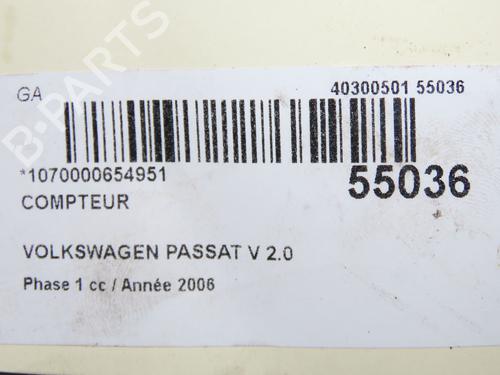 GA
40300501 55036
*1070000654951
55036
COMPTEUR
VOLKSWAGEN PASSAT V 2.0
Phase 1 cc / Année 2006
B-PARTS